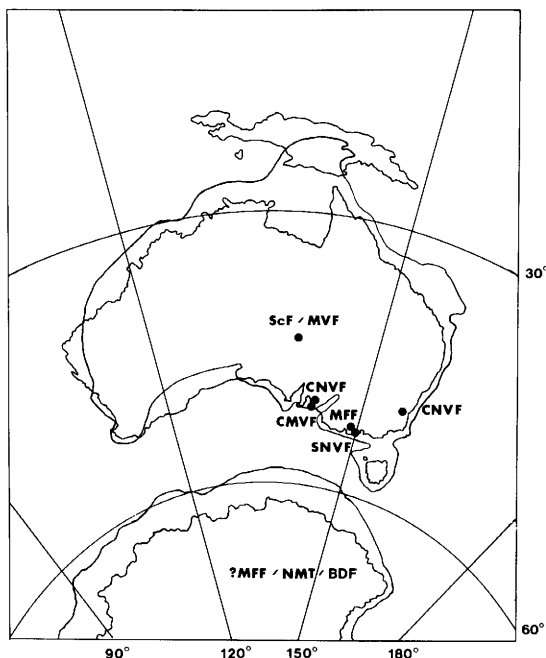 30°
ScF / MVF
CNVF
CMVF
MFF
CNVF
SNVF
?MFF / NMT / BDF
60°
90°
120°
150°
180°